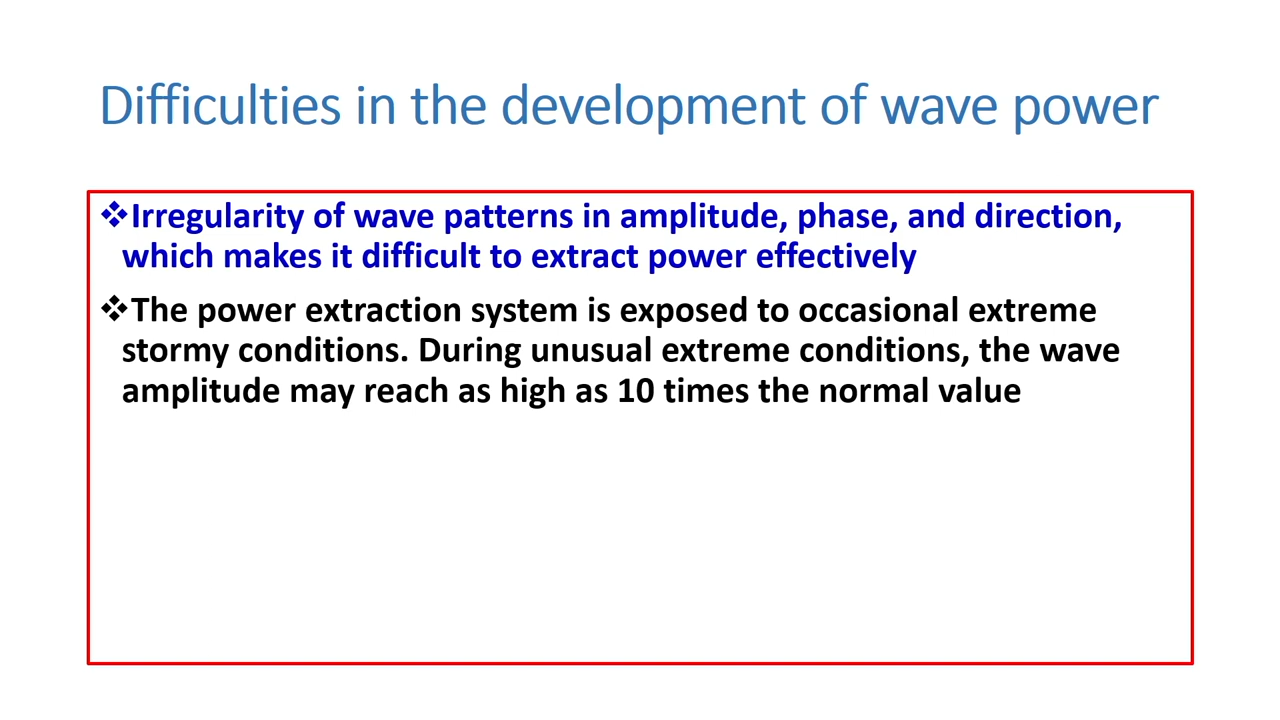 Difficulties in the development of wave power
❖Irregularity of wave patterns in amplitude, phase, and direction,
which makes it difficult to extract power effectively
❖The power extraction system is exposed to occasional extreme
stormy conditions. During unusual extreme conditions, the wave
amplitude may reach as high as 10 times the normal value